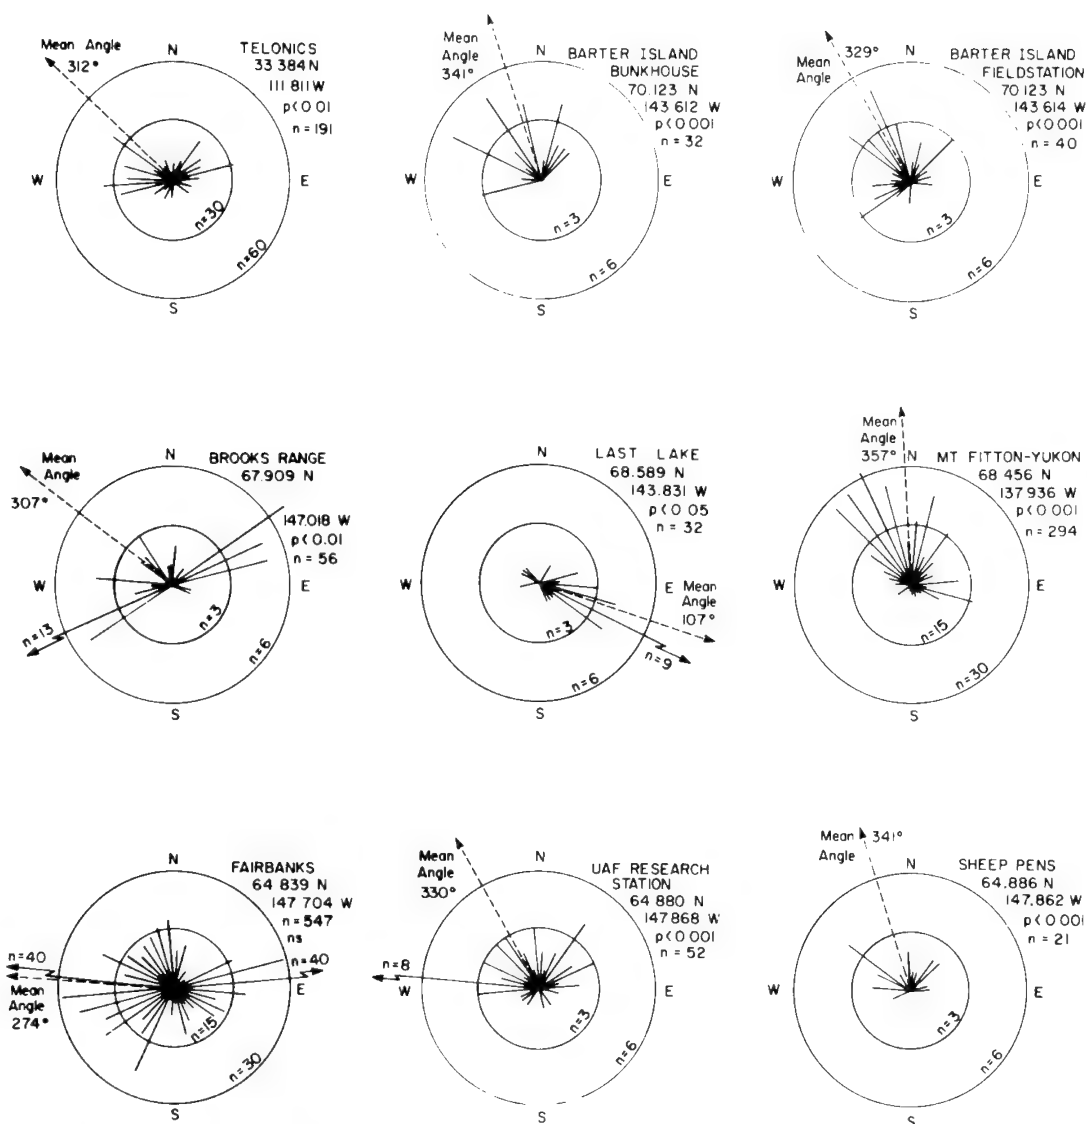 N
Mean Angle
312°
TELONICS
33 384 N
111 811 W
p<0 01
n=191
W
E
n=30
n=60
S
N
Mean
Angle
341°
BARTER ISLAND
BUNKHOUSE
70.123 N
143 612 W
p<0 001
n=32
W
E
n=3
n=6
S
N
329°
Mean
Angle
BARTER ISLAND
FIELDSTATION
70 123 N
143 614 W
p<0.001
n=40
W
E
n=3
n=6
S
N
Mean
Angle
307°
BROOKS RANGE
67.909 N
147.018 W
p<0.01
n=56
W
E
n=13
n=3
n=6
S
N
LAST LAKE
68.589 N
143.831 W
p<0 05
n=32
W
E
Mean
Angle
107°
n=3
n=9
n=6
S
Mean
Angle
357°
N
MT FITTON-YUKON
68 456 N
137 936 W
p<0 001
n=294
W
E
n=15
n=30
S
N
FAIRBANKS
64 839 N
147 704 W
n=547
ns
n=40
n=40
E
Mean
Angle
274°
n=15
n=30
S
N
Mean
Angle
330°
UAF RESEARCH
STATION
64 880 N
147 868 W
p<0 001
n=52
n=8
W
E
n=3
n=6
S
N
Mean
Angle
341°
SHEEP PENS
64.886 N
147.862 W
p<0 001
n=21
W
E
n=3
n=6
S